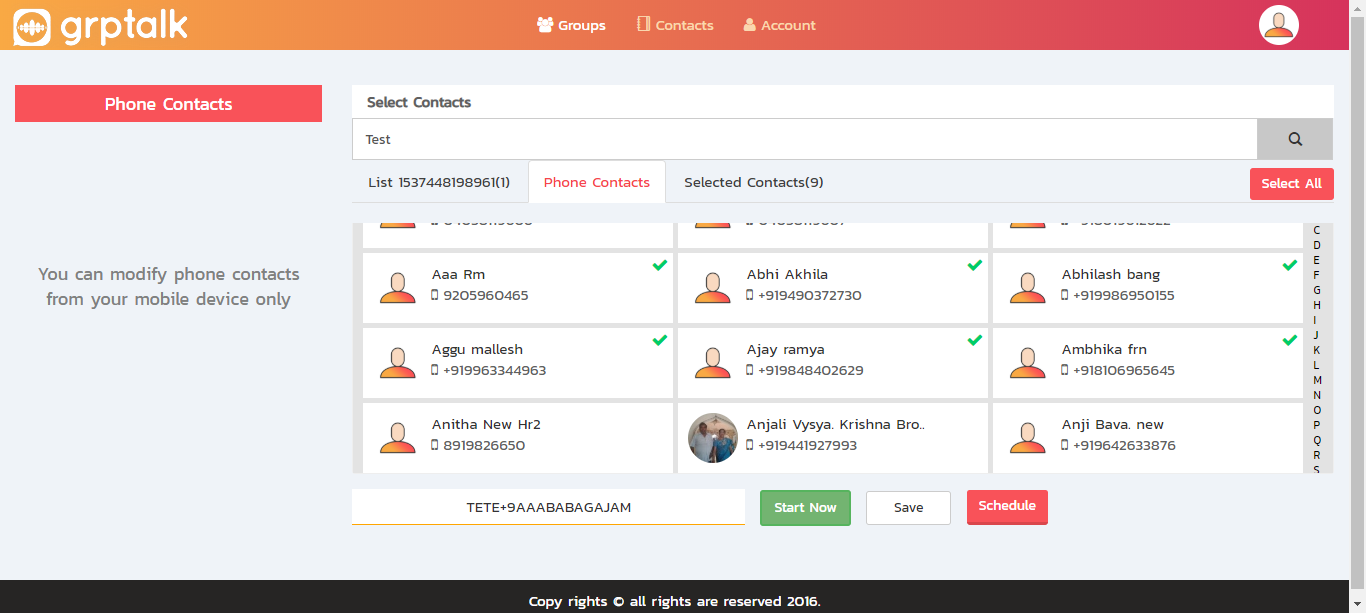 grptalk
Groups
Contacts
Account
Phone Contacts
You can modify phone contacts
from your mobile device only
Select Contacts
Test
List 1537448198961(1)
Phone Contacts
Selected Contacts(9)
Select All
Aaa Rm
9205960465
Abhi Akhila
+919490372730
Abhilash bang
+919986950155
Aggu mallesh
+919963344963
Ajay ramya
+919848402629
Ambhika frn
+918106965645
Anitha New Hr2
8919826650
Anjali Vysya. Krishna Bro..
+919441927993
Anji Bava. new
+919642633876
C
D
E
F
G
H
I
J
K
L
M
N
O
P
Q
R
S
TETE+9AAABABAGAJAM
Start Now
Save
Schedule
Copy rights © all rights are reserved 2016.